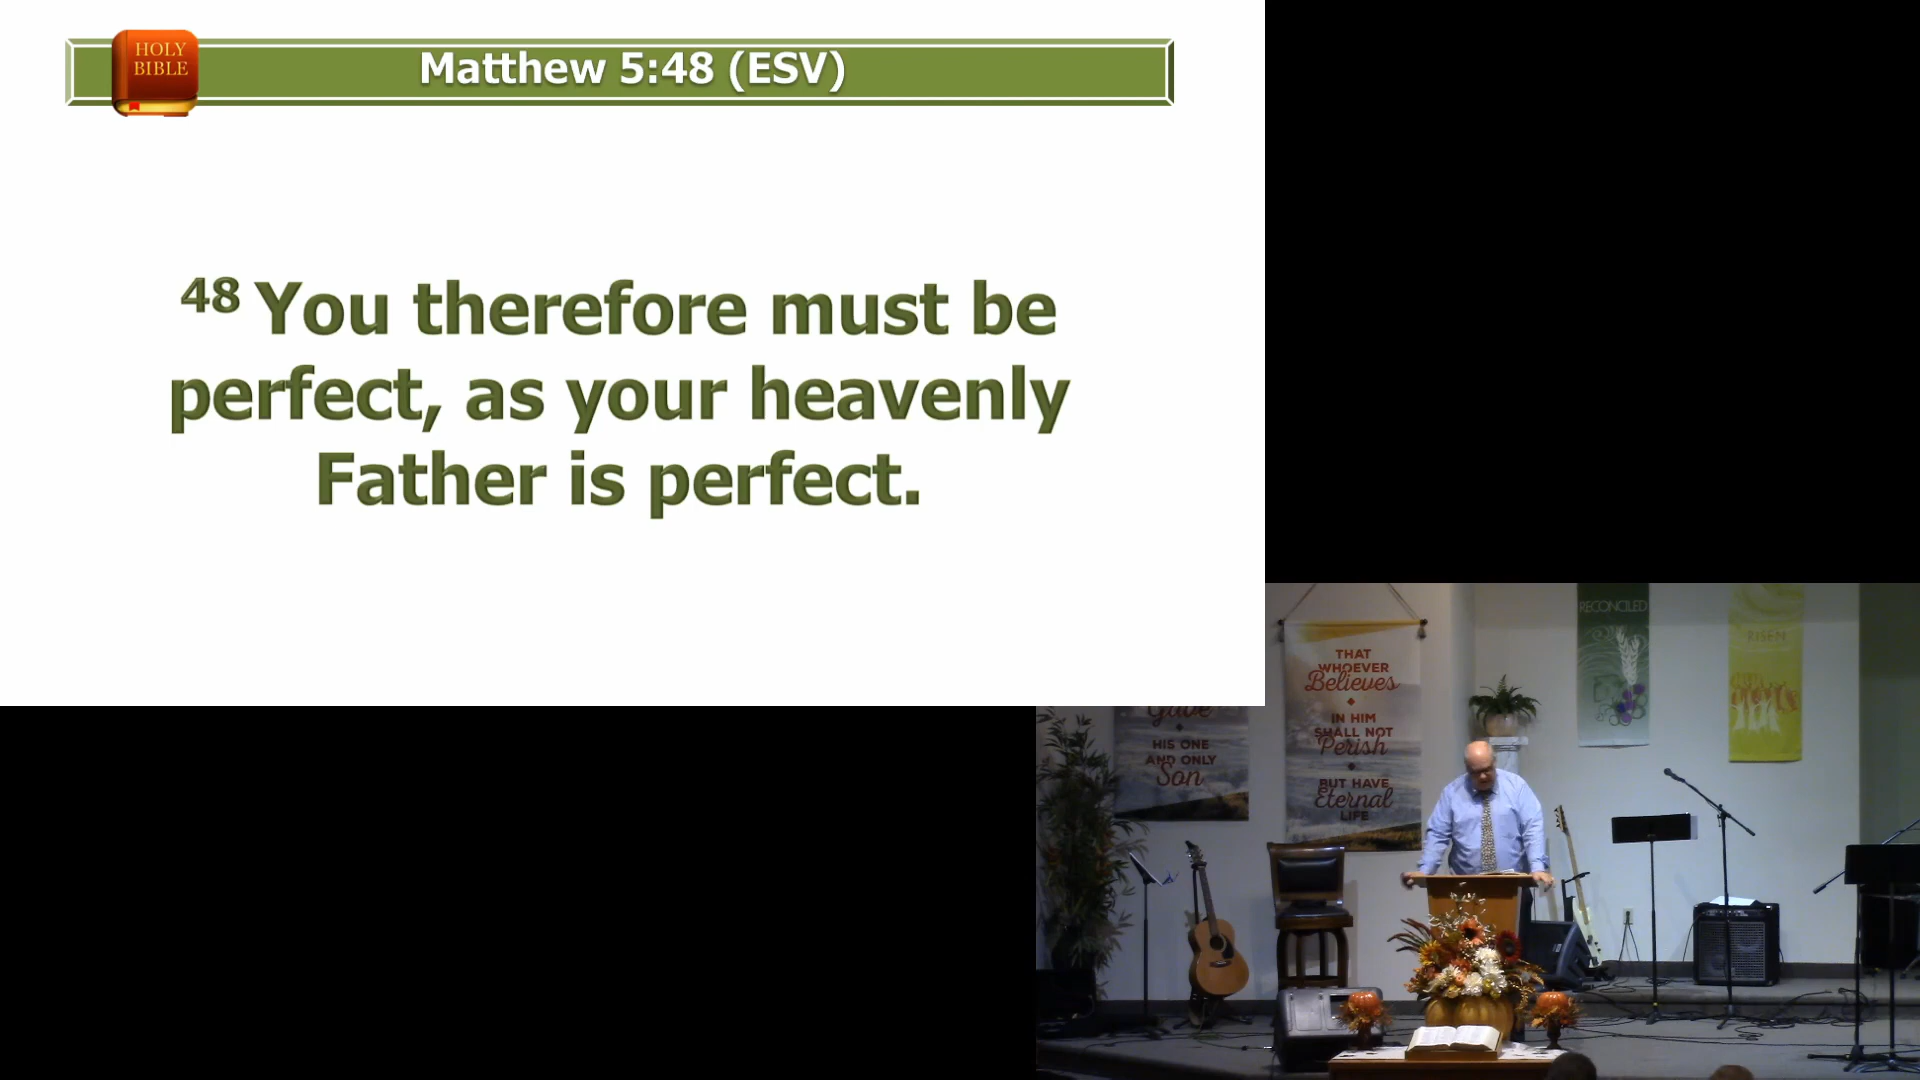 HOLY
BIBLE
Matthew 5:48 (ESV)
48 You therefore must be
perfect, as your heavenly
Father is perfect.
Gave
HIS ONE
AND ONLY
Son
THAT
WHOEVER
Believes
IN HIM
SHALL NOT
Perish
BUT HAVE
Eternal
LIFE
RECONCILED
RISEN